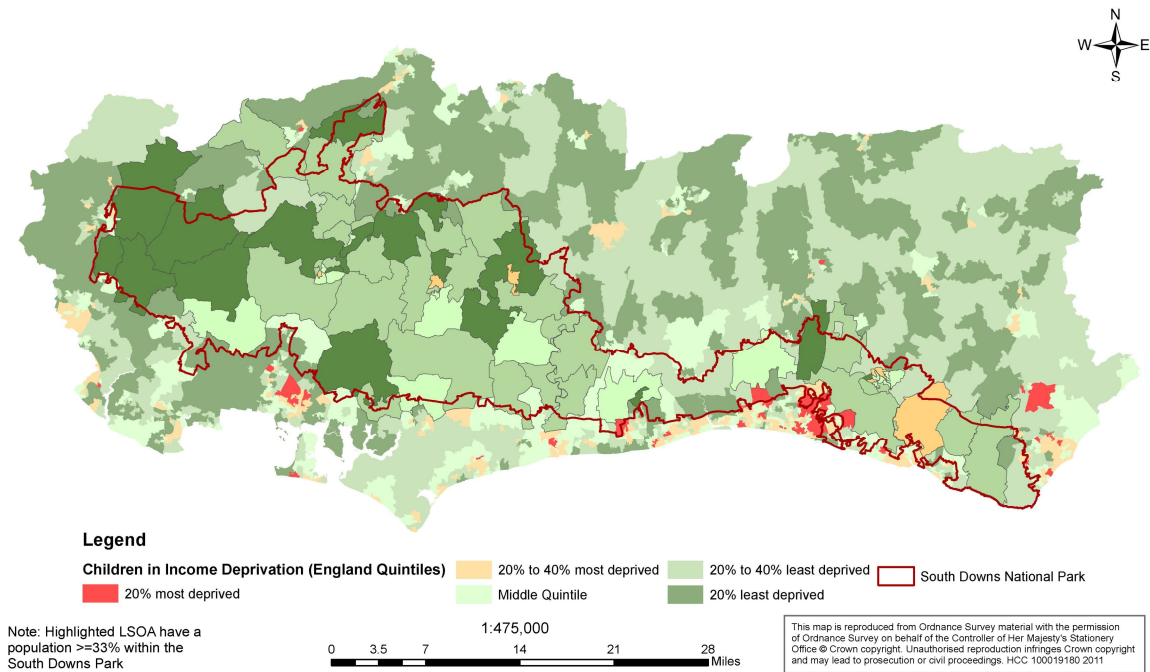 N
W E
S
Legend
Children in Income Deprivation (England Quintiles)
20% most deprived
20% to 40% most deprived
Middle Quintile
20% to 40% least deprived
20% least deprived
South Downs National Park
Note: Highlighted LSOA have a
population >=33% within the
South Downs Park
1:475,000
0 3.5 7 14 21 28
Miles
This map is reproduced from Ordnance Survey material with the permission
of Ordnance Survey on behalf of the Controller of Her Majesty's Stationery
Office © Crown copyright. Unauthorised reproduction infringes Crown copyright
and may lead to prosecution or civil proceedings. HCC 100019180 2011